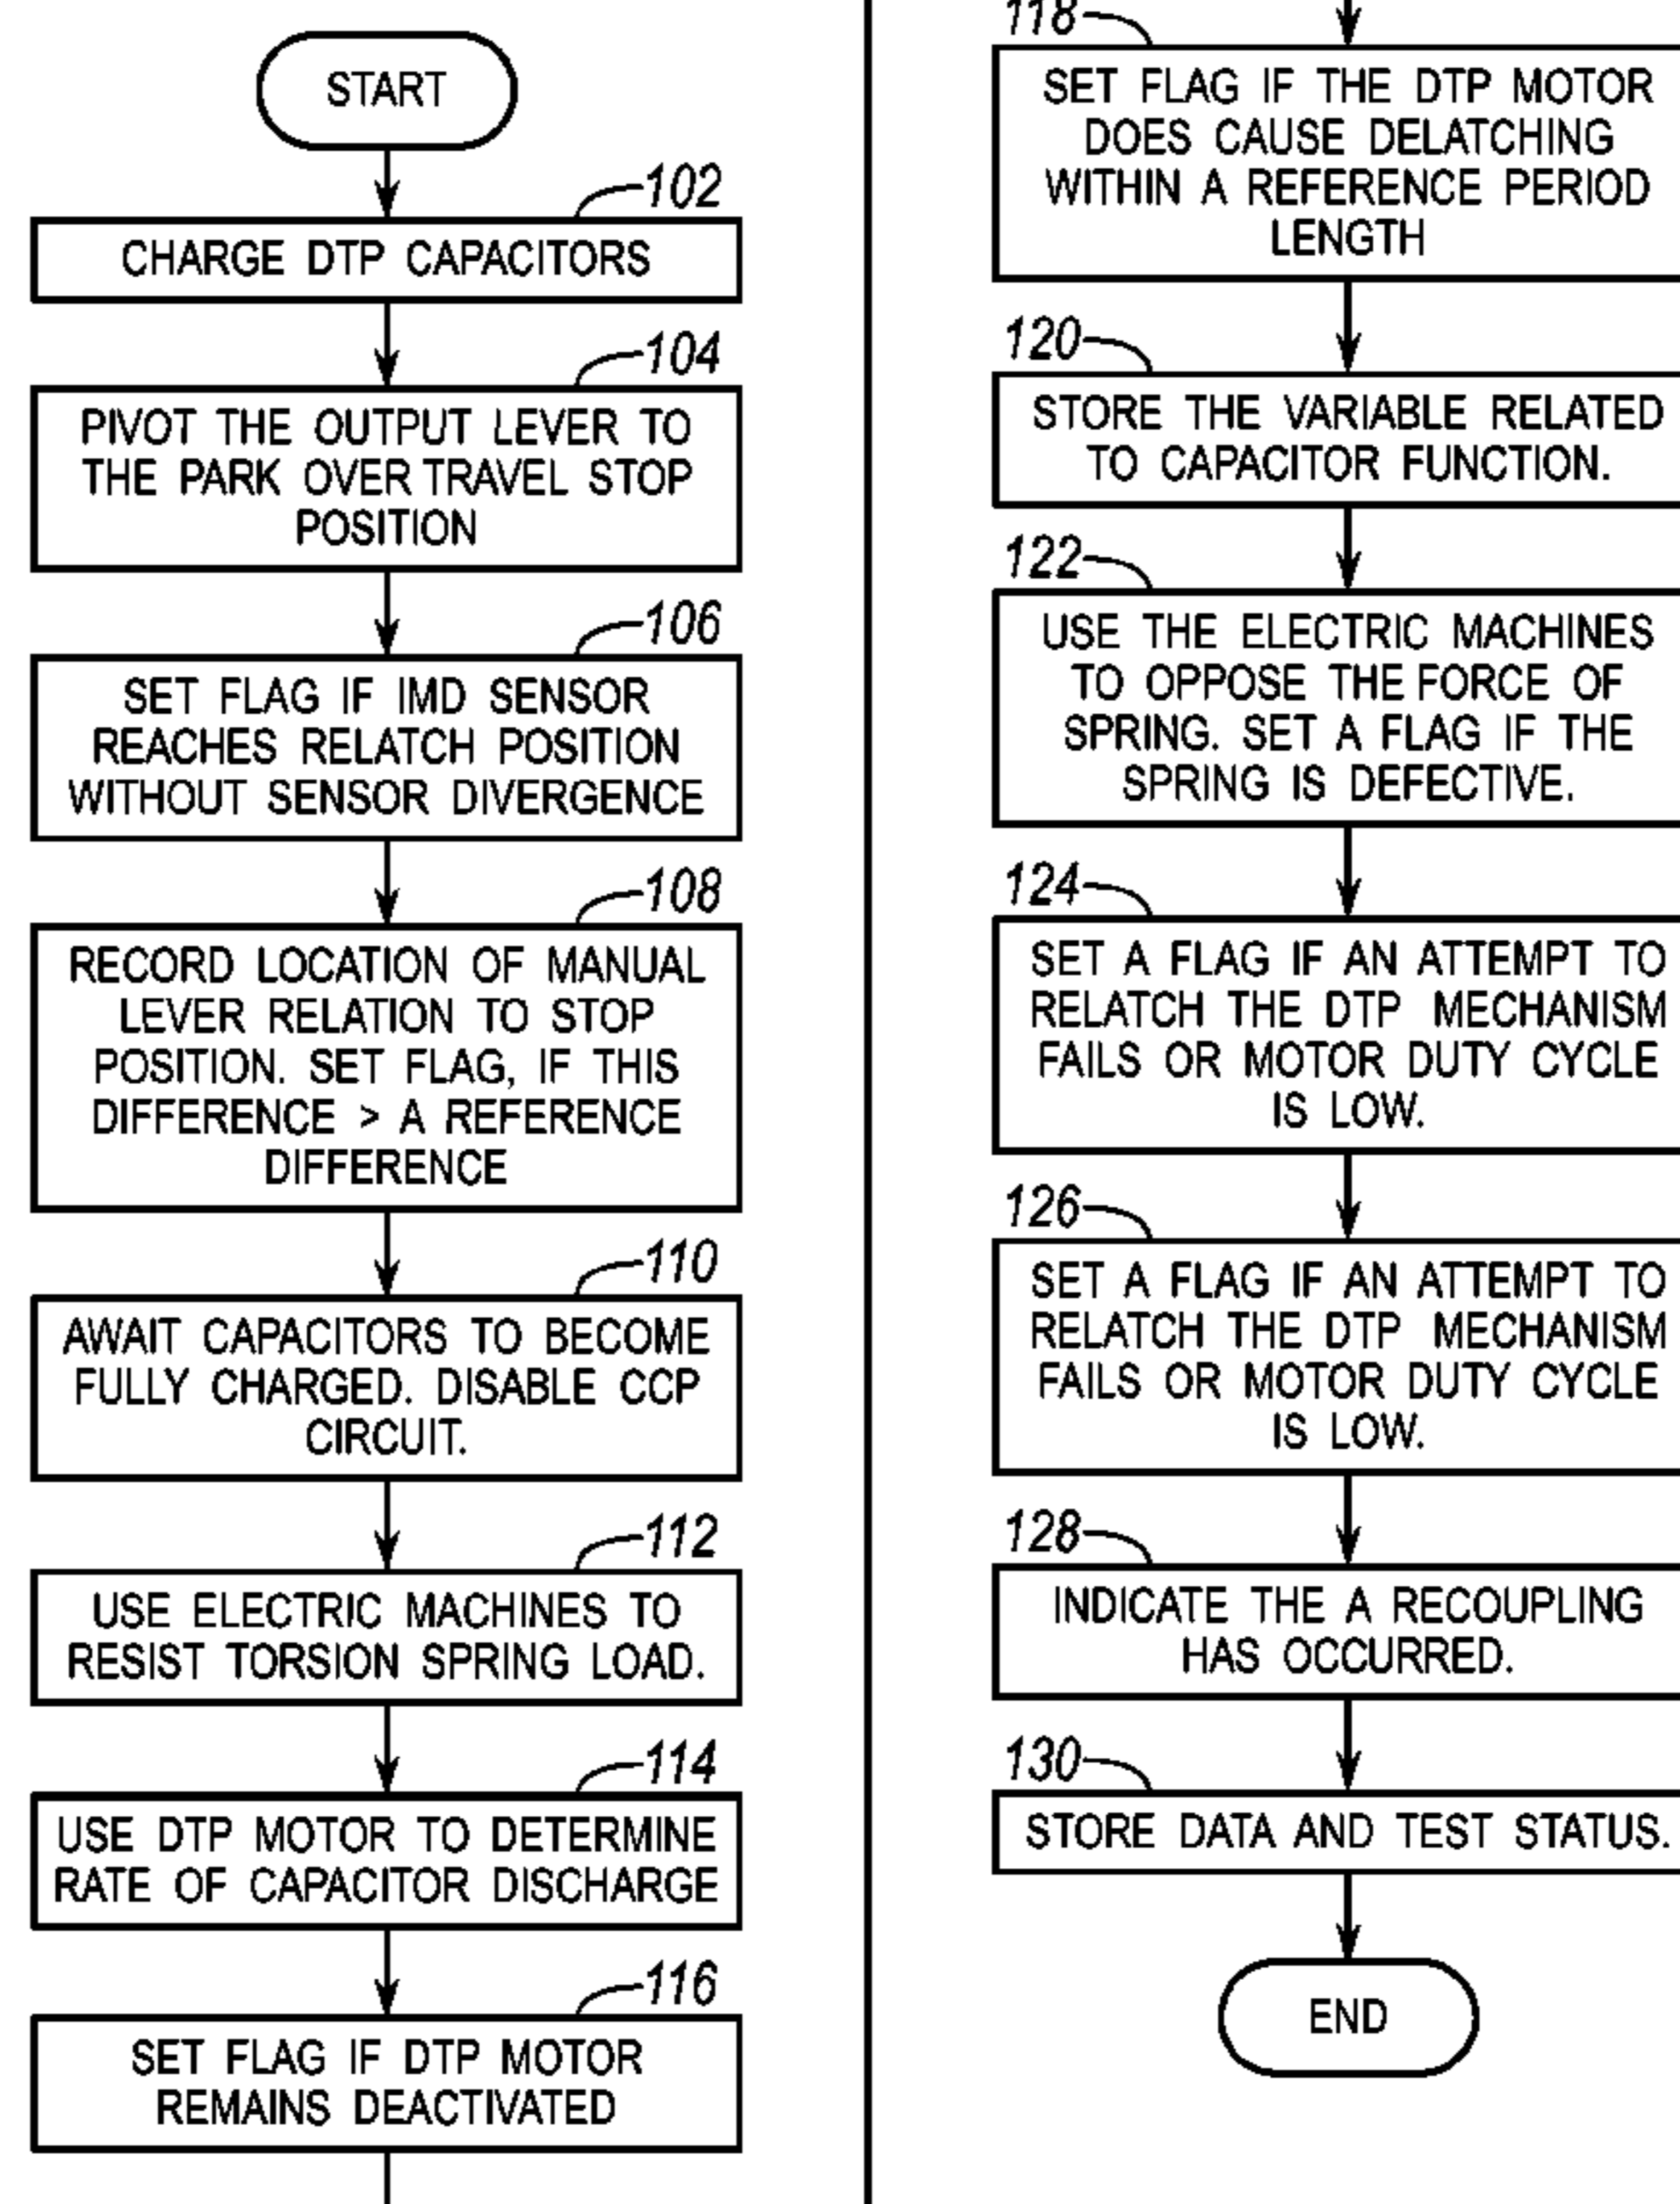 START
102
CHARGE DTP CAPACITORS
104
PIVOT THE OUTPUT LEVER TO
THE PARK OVER TRAVEL STOP
POSITION
106
SET FLAG IF IMD SENSOR
REACHES RELATCH POSITION
WITHOUT SENSOR DIVERGENCE
108
RECORD LOCATION OF MANUAL
LEVER RELATION TO STOP
POSITION. SET FLAG, IF THIS
DIFFERENCE > A REFERENCE
DIFFERENCE
110
AWAIT CAPACITORS TO BECOME
FULLY CHARGED. DISABLE CCP
CIRCUIT.
112
USE ELECTRIC MACHINES TO
RESIST TORSION SPRING LOAD.
114
USE DTP MOTOR TO DETERMINE
RATE OF CAPACITOR DISCHARGE
116
SET FLAG IF DTP MOTOR
REMAINS DEACTIVATED
118
SET FLAG IF THE DTP MOTOR
DOES CAUSE DELATCHING
WITHIN A REFERENCE PERIOD
LENGTH
120
STORE THE VARIABLE RELATED
TO CAPACITOR FUNCTION.
122
USE THE ELECTRIC MACHINES
TO OPPOSE THE FORCE OF
SPRING. SET A FLAG IF THE
SPRING IS DEFECTIVE.
124
SET A FLAG IF AN ATTEMPT TO
RELATCH THE DTP MECHANISM
FAILS OR MOTOR DUTY CYCLE
IS LOW.
126
SET A FLAG IF AN ATTEMPT TO
RELATCH THE DTP MECHANISM
FAILS OR MOTOR DUTY CYCLE
IS LOW.
128
INDICATE THE A RECOUPLING
HAS OCCURRED.
130
STORE DATA AND TEST STATUS.
END